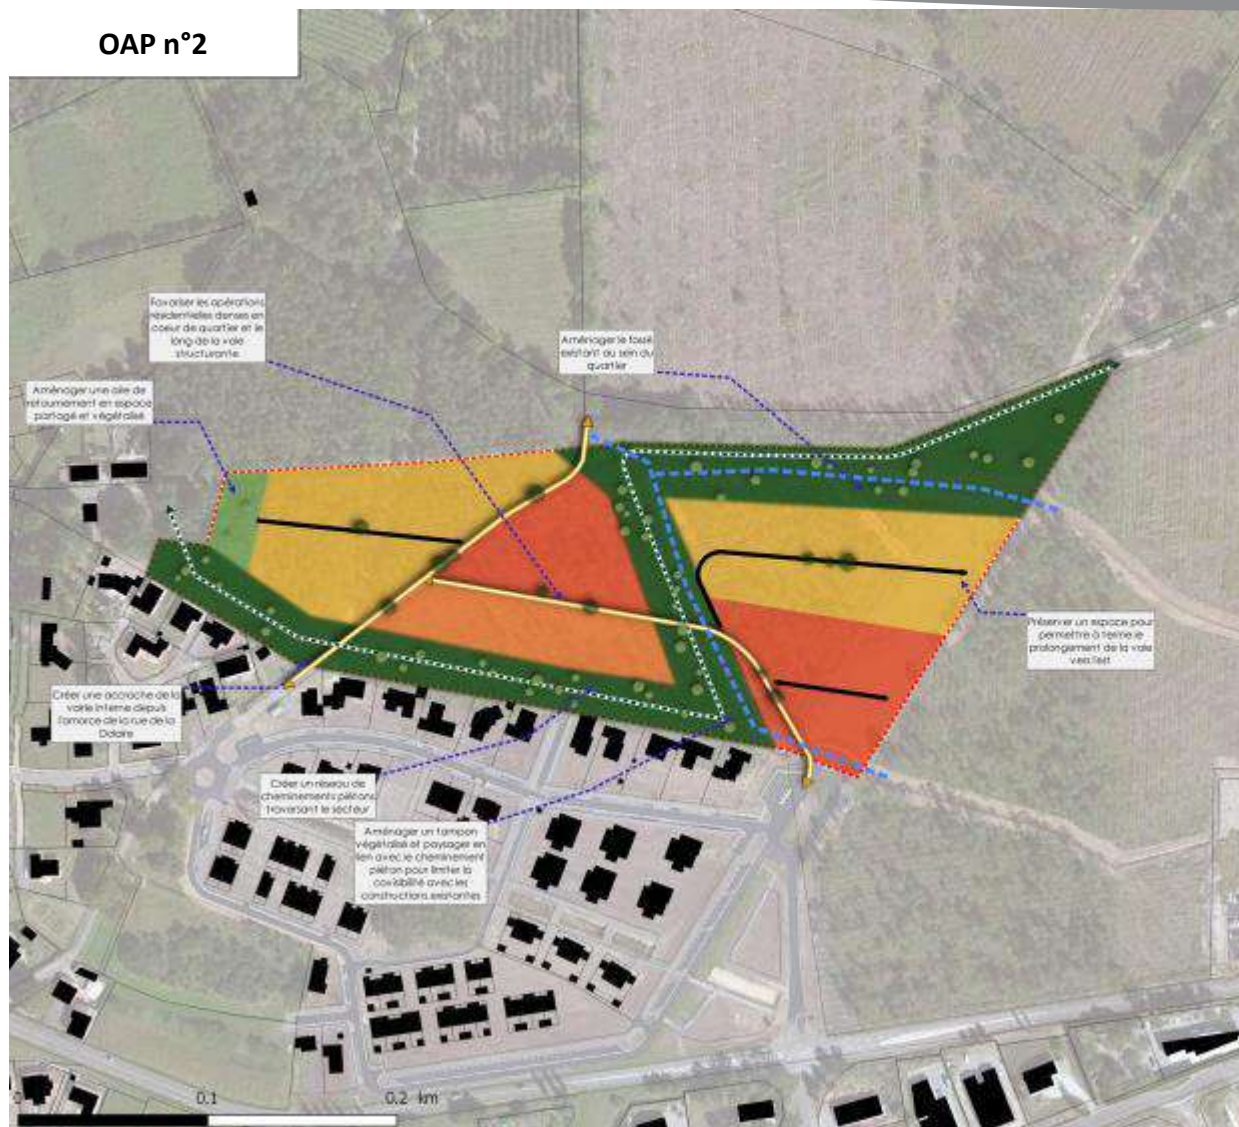 OAP n°2
Favoriser les opérations
résidentielles denses en
coeur de quartier et le
long de la voie
structurante
Aménager le fossé
existant au sein du
quartier
Aménager une aire de
retournement en espace
partagé et végétalisé
Préserver un espace pour
permettre à terme le
prolongement de la voie
vers l'est
Créer une accroche de la
voirie interne depuis
l'amorce de la rue de la
Créer un réseau de
cheminements piétons
traversant le secteur
Aménager un tampon
végétalisé et paysager en
lien avec le cheminement
piéton pour limiter la
covisibilité avec les
constructions existantes
0.1
0.2 km